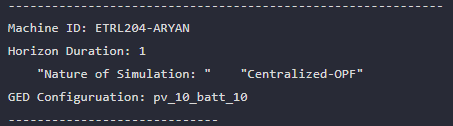 ------------------------------------------------------------
Machine ID: ETRL204-ARYAN
Horizon Duration: 1
    "Nature of Simulation: "    "Centralized-OPF"
GED Configuruation: pv_10_batt_10
-----------------------------